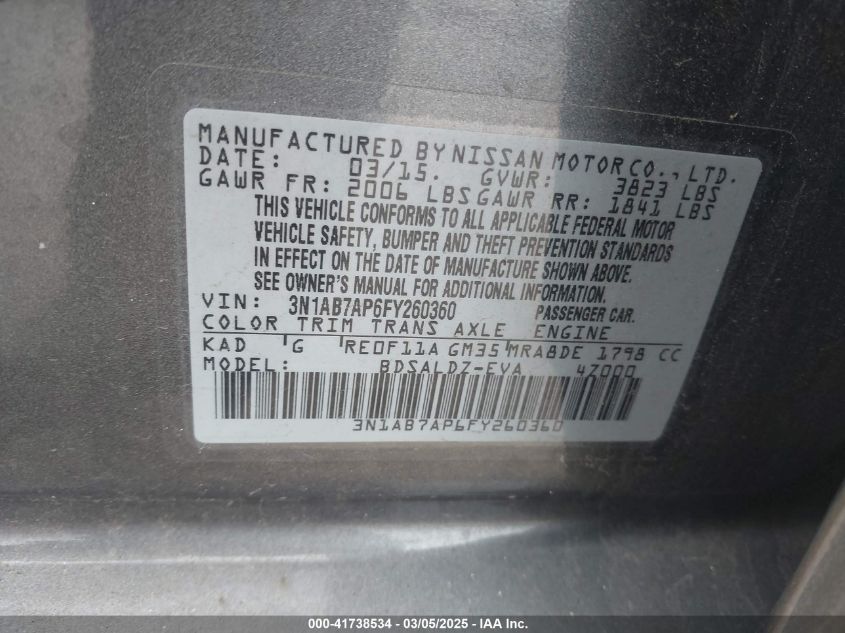 MANUFACTURED BY NISSAN MOTOR CO., LTD.
DATE: 03/15. GVWR: 3823 LBS
GAWR FR: 2006 LBS GAWR RR: 1841 LBS
THIS VEHICLE CONFORMS TO ALL APPLICABLE FEDERAL MOTOR
VEHICLE SAFETY, BUMPER AND THEFT PREVENTION STANDARDS
IN EFFECT ON THE DATE OF MANUFACTURE SHOWN ABOVE.
SEE OWNER'S MANUAL FOR ADDITIONAL INFORMATION.
VIN: 3N1AB7AP6FY260360 PASSENGER CAR.
COLOR TRIM TRANS AXLE ENGINE
KAD G RE0F11A GM35 MRA8DE 1798 CC
MODEL: BDSALDZ-EVA 4Z000
3N1AB7AP6FY260360
000-41738534 — 03/05/2025 — IAA Inc.